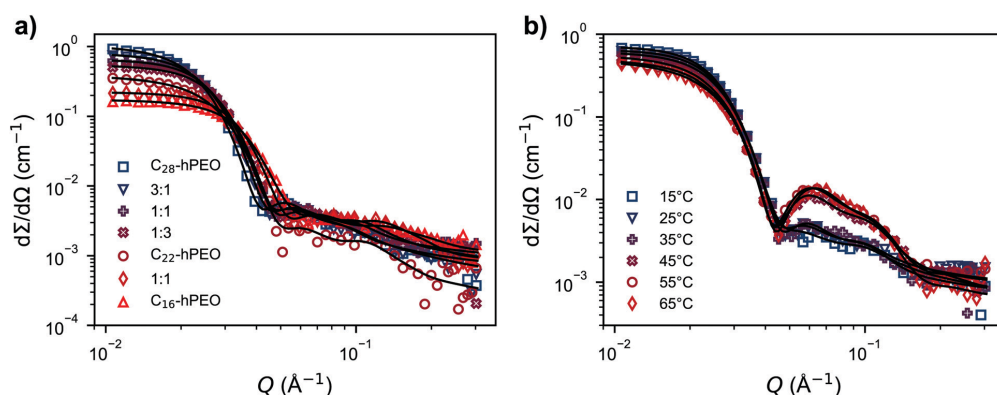 a)
dΣ/dΩ (cm⁻¹)
10⁰
10⁻¹
10⁻²
10⁻³
10⁻⁴
C₂₈-hPEO
3:1
1:1
1:3
C₂₂-hPEO
1:1
C₁₆-hPEO
10⁻²
10⁻¹
Q (Å⁻¹)
b)
dΣ/dΩ (cm⁻¹)
10⁰
10⁻¹
10⁻²
10⁻³
15°C
25°C
35°C
45°C
55°C
65°C
10⁻²
10⁻¹
Q (Å⁻¹)